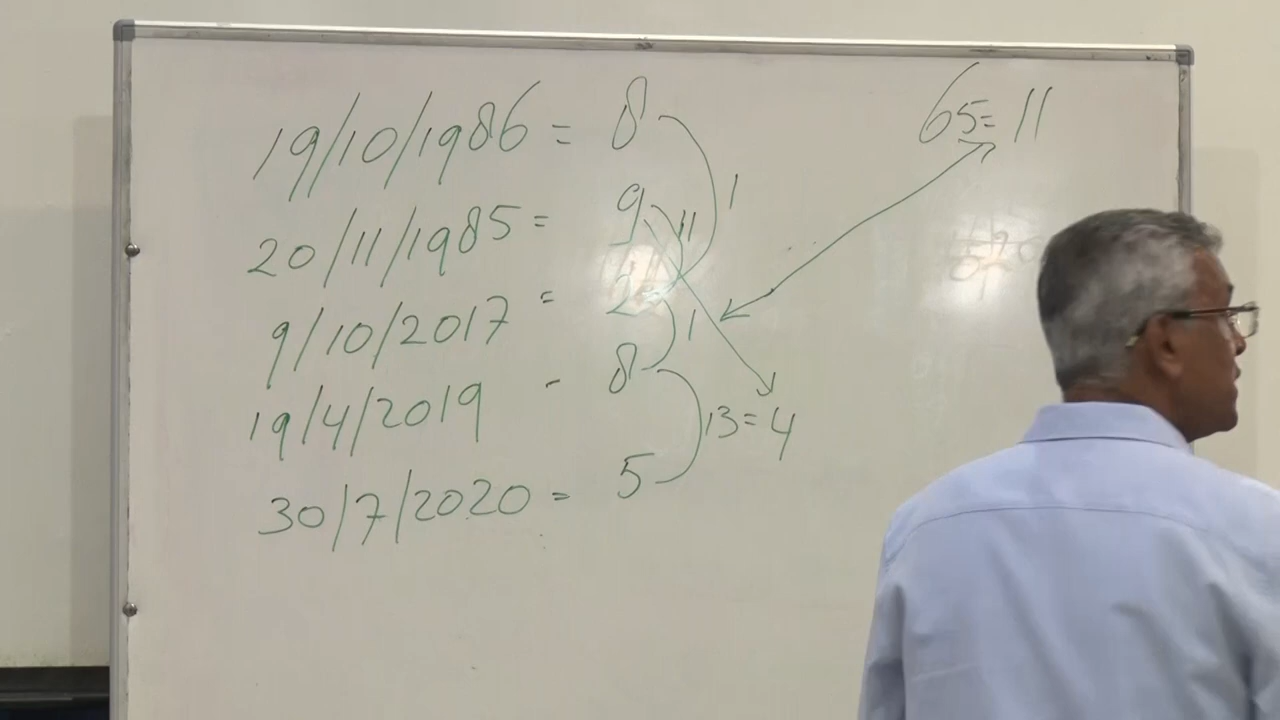 19/10/1986 = 8
1
65 = 11
20/11/1985 = 9
11
9/10/2017 = 2
1
19/4/2019 - 8
13 = 4
30/7/2020 = 5